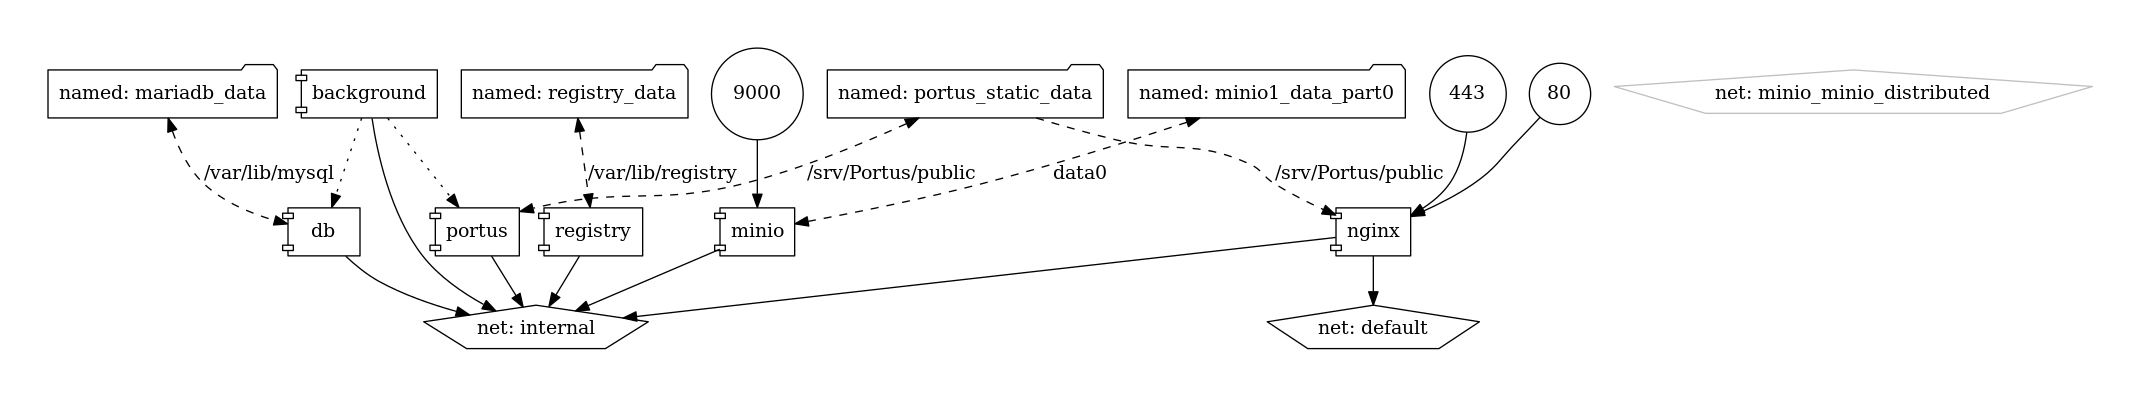 named: mariadb_data
background
named: registry_data
9000
named: portus_static_data
named: minio1_data_part0
443
80
net: minio_minio_distributed
/var/lib/mysql
/var/lib/registry
/srv/Portus/public
data0
/srv/Portus/public
db
portus
registry
minio
nginx
net: internal
net: default